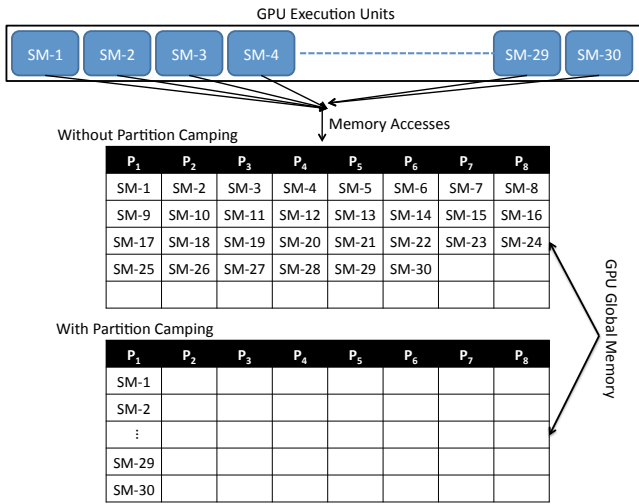 GPU Execution Units
SM-1 SM-2 SM-3 SM-4 SM-29 SM-30
Memory Accesses
Without Partition Camping
P1 P2 P3 P4 P5 P6 P7 P8
SM-1 SM-2 SM-3 SM-4 SM-5 SM-6 SM-7 SM-8
SM-9 SM-10 SM-11 SM-12 SM-13 SM-14 SM-15 SM-16
SM-17 SM-18 SM-19 SM-20 SM-21 SM-22 SM-23 SM-24
SM-25 SM-26 SM-27 SM-28 SM-29 SM-30
GPU Global Memory
With Partition Camping
P1 P2 P3 P4 P5 P6 P7 P8
SM-1
SM-2
⋮
SM-29
SM-30